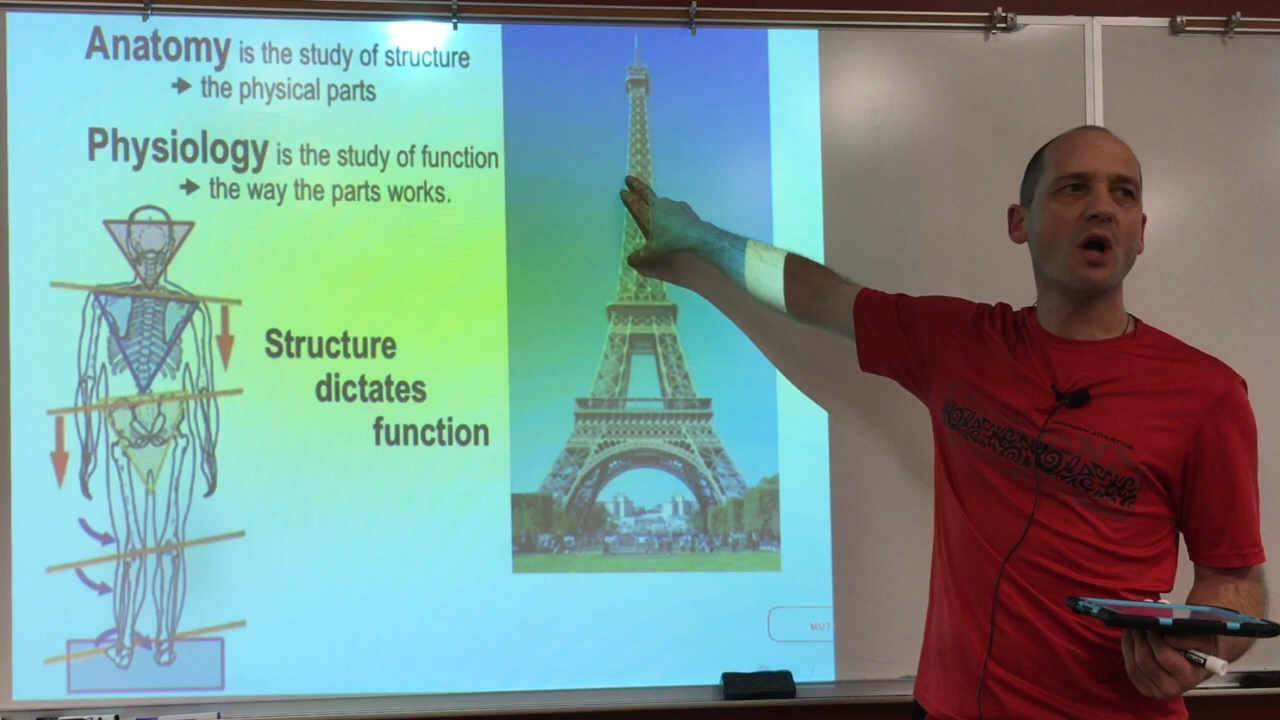 Anatomy is the study of structure
→ the physical parts
Physiology is the study of function
→ the way the parts works.
Structure
dictates
function
MUT